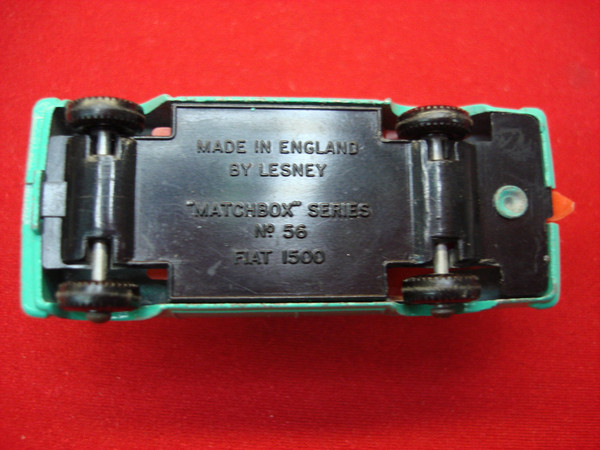 MADE IN ENGLAND
BY LESNEY
"MATCHBOX" SERIES
Nº 56
FIAT 1500